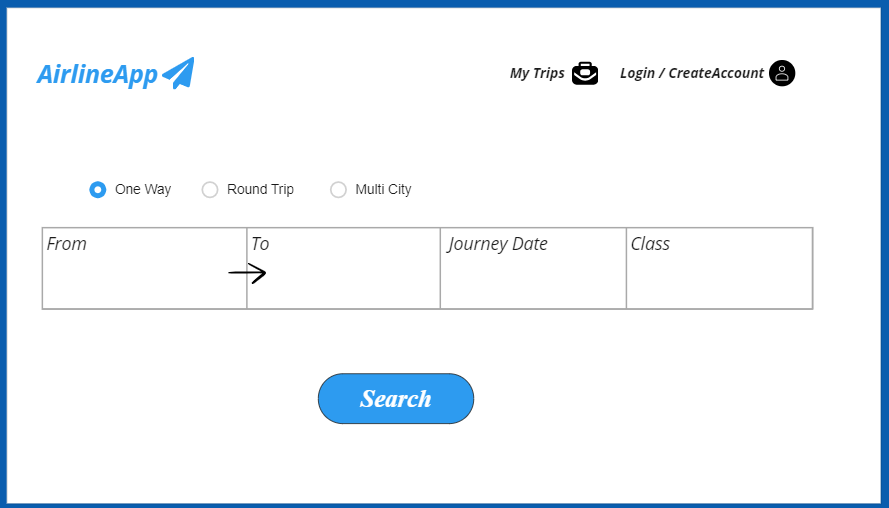 AirlineApp
My Trips
Login / CreateAccount
One Way
Round Trip
Multi City
From
To
Journey Date
Class
Search